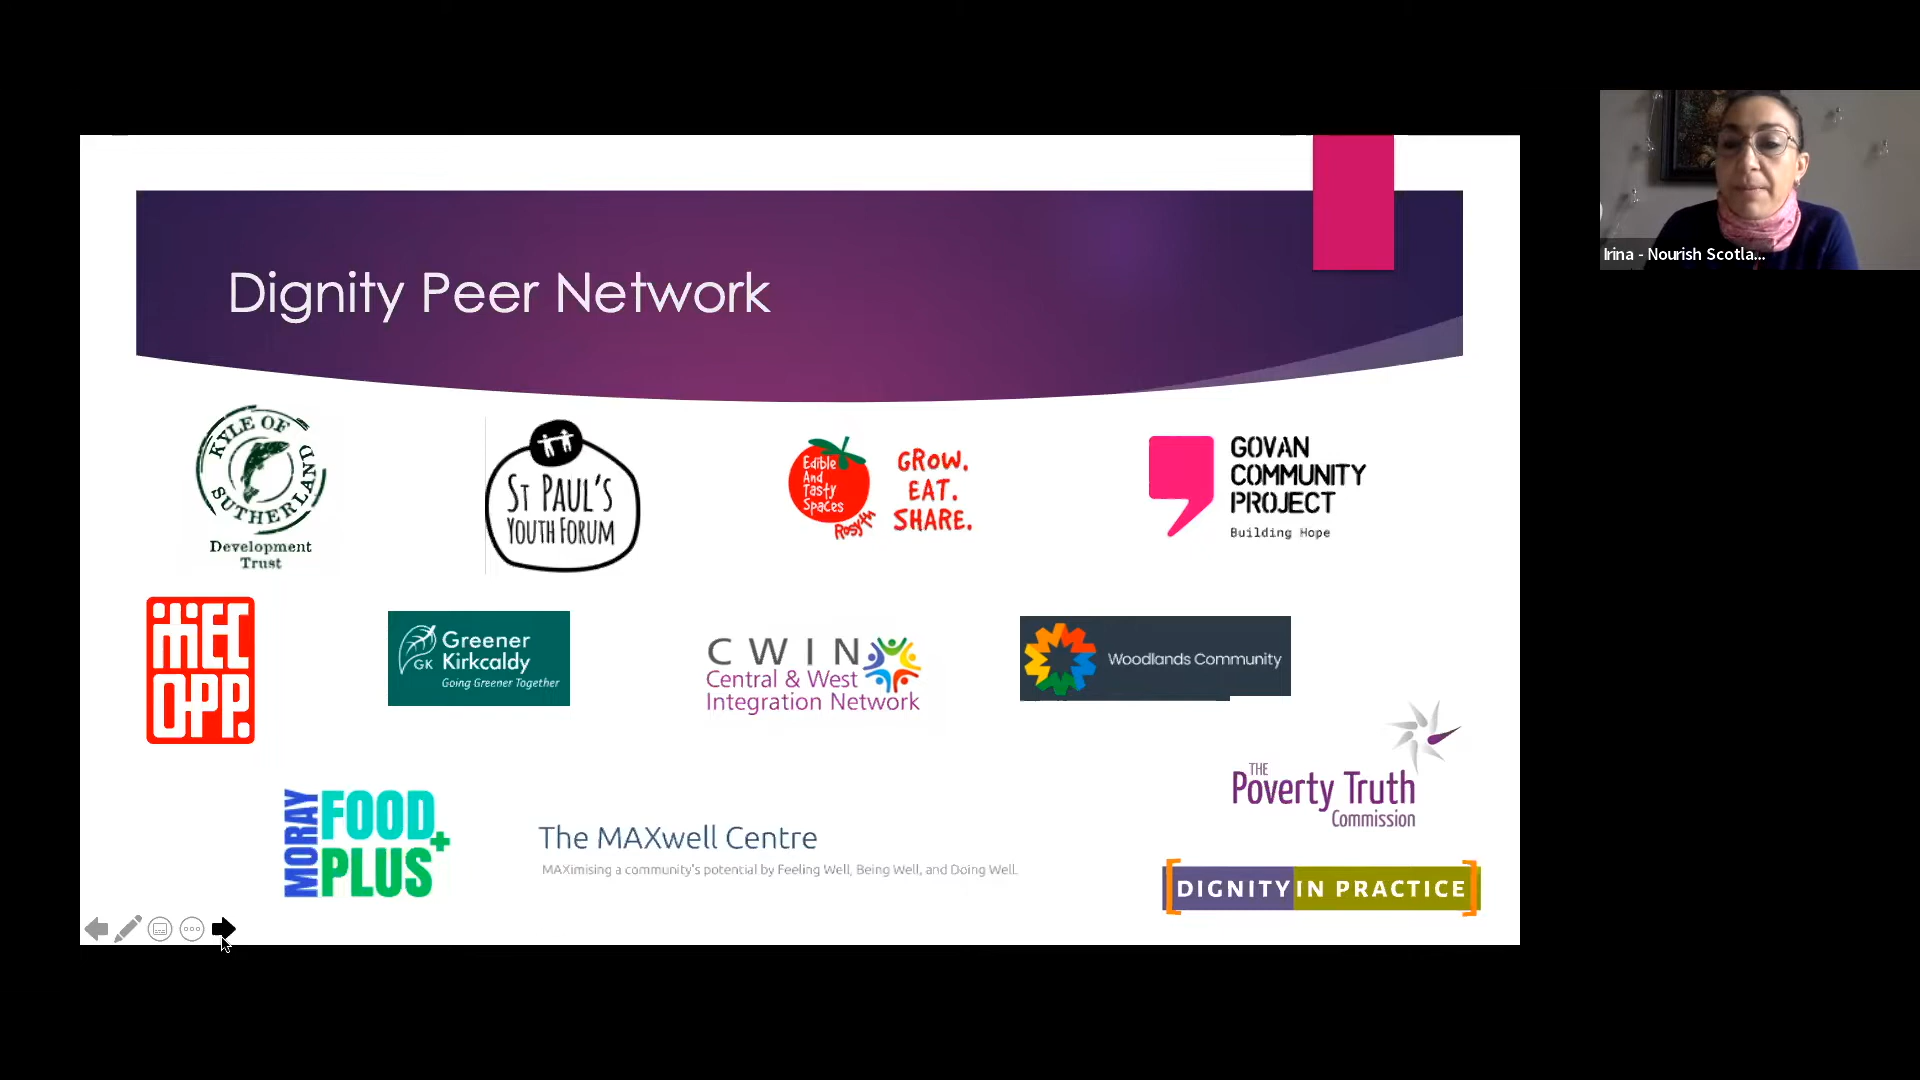 Irina - Nourish Scotla...
Dignity Peer Network
KYLE OF
SUTHERLAND
Development
Trust
ST PAUL'S
YOUTH FORUM
Edible
And
Tasty
Spaces
Rosyth
GROW.
EAT.
SHARE.
GOVAN
COMMUNITY
PROJECT
Building Hope
MEC
OPP.
GK
Greener
Kirkcaldy
Going Greener Together
CWIN
Central & West
Integration Network
Woodlands Community
THE
Poverty Truth
Commission
MORAY
FOOD
PLUS+
The MAXwell Centre
MAXimising a community's potential by Feeling Well, Being Well, and Doing Well.
[DIGNITY IN PRACTICE]